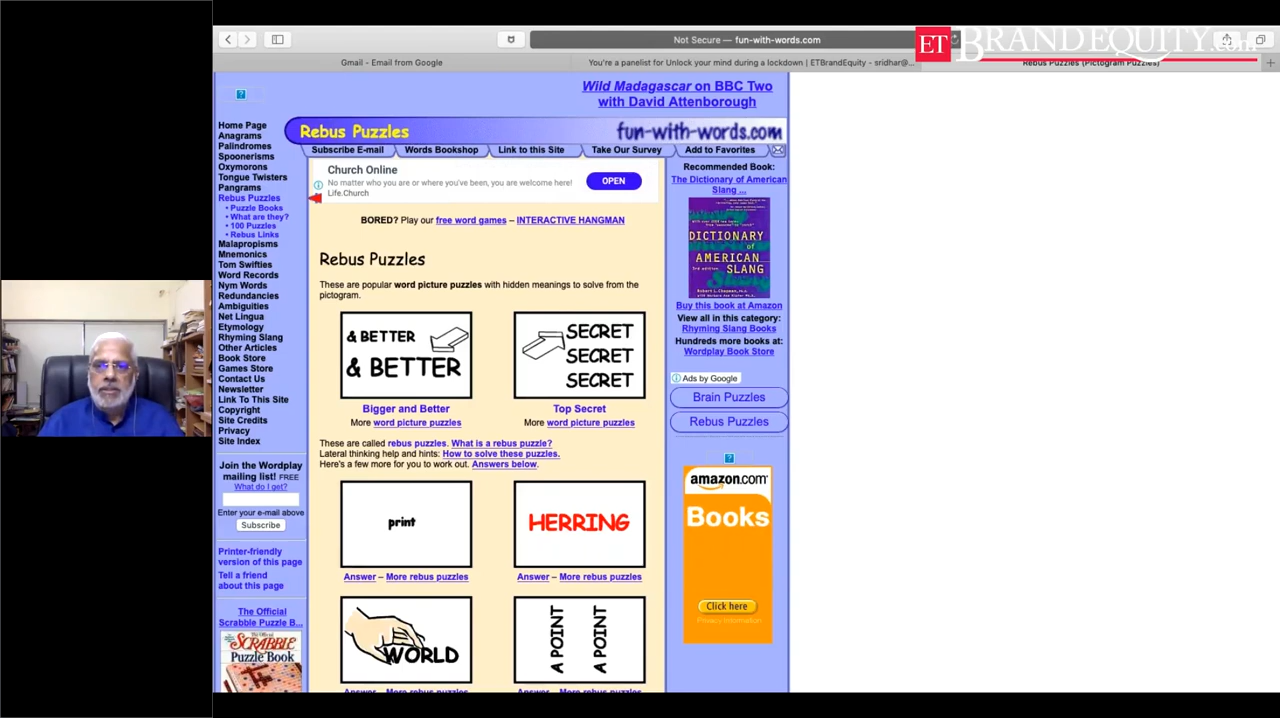 Not Secure — fun-with-words.com
ET BRANDEQUITY.com
Gmail - Email from Google
You're a panelist for Unlock your mind during a lockdown | ETBrandEquity - sridhar@...
Rebus Puzzles (Pictogram Puzzles)
Wild Madagascar on BBC Two
with David Attenborough
Rebus Puzzles
fun-with-words.com
Subscribe E-mail
Words Bookshop
Link to this Site
Take Our Survey
Add to Favorites
Home Page
Anagrams
Palindromes
Spoonerisms
Oxymorons
Tongue Twisters
Pangrams
Rebus Puzzles
• Puzzle Books
• What are they?
• 100 Puzzles
• Rebus Links
Malapropisms
Mnemonics
Tom Swifties
Word Records
Nym Words
Redundancies
Ambiguities
Net Lingua
Etymology
Rhyming Slang
Other Articles
Book Store
Games Store
Contact Us
Newsletter
Link To This Site
Copyright
Site Credits
Privacy
Site Index
Join the Wordplay
mailing list! FREE
What do I get?
Enter your e-mail above
Subscribe
Printer-friendly
version of this page
Tell a friend
about this page
The Official
Scrabble Puzzle B...
The Official
SCRABBLE
Puzzle Book
Church Online
No matter who you are or where you've been, you are welcome here!
Life.Church
OPEN
BORED? Play our free word games – INTERACTIVE HANGMAN
Rebus Puzzles
These are popular word picture puzzles with hidden meanings to solve from the
pictogram.
& BETTER
& BETTER
SECRET
SECRET
SECRET
Bigger and Better
Top Secret
More word picture puzzles
More word picture puzzles
These are called rebus puzzles. What is a rebus puzzle?
Lateral thinking help and hints: How to solve these puzzles.
Here's a few more for you to work out. Answers below.
print
HERRING
Answer – More rebus puzzles
Answer – More rebus puzzles
WORLD
A POINT
A POINT
Answer – More rebus puzzles
Answer – More rebus puzzles
Recommended Book:
The Dictionary of American
Slang ...
DICTIONARY
of
AMERICAN
SLANG
Buy this book at Amazon
View all in this category:
Rhyming Slang Books
Hundreds more books at:
Wordplay Book Store
Ads by Google
Brain Puzzles
Rebus Puzzles
amazon.com
Books
Click here
Privacy Information